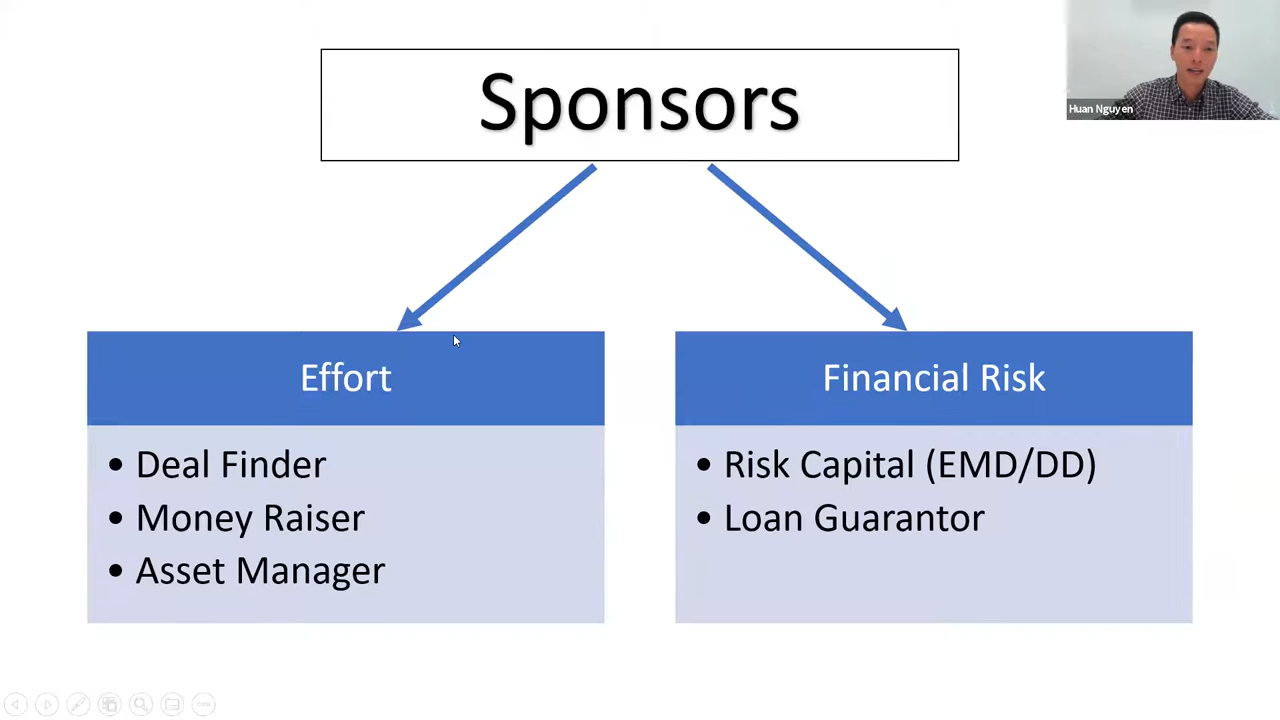 Sponsors
Huan Nguyen
Effort
• Deal Finder
• Money Raiser
• Asset Manager
Financial Risk
• Risk Capital (EMD/DD)
• Loan Guarantor